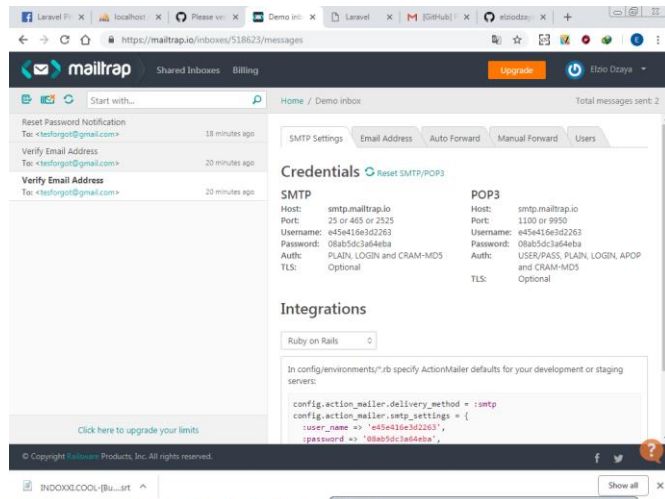 Laravel Pa
localhost
Please ver
Demo inb
Laravel
[GitHub]
elziodzaya
https://mailtrap.io/inboxes/518623/messages
mailtrap
Shared Inboxes
Billing
Upgrade
Elzio Dzaya
Start with...
Home / Demo inbox
Total messages sent: 2
Reset Password Notification
To: <tesforgot@gmail.com>
18 minutes ago
Verify Email Address
To: <tesforgot@gmail.com>
20 minutes ago
Verify Email Address
To: <tesforgot@gmail.com>
20 minutes ago
Click here to upgrade your limits
SMTP Settings
Email Address
Auto Forward
Manual Forward
Users
Credentials Reset SMTP/POP3
SMTP
Host: smtp.mailtrap.io
Port: 25 or 465 or 2525
Username: e45e416e3d2263
Password: 08ab5dc3a64eba
Auth: PLAIN, LOGIN and CRAM-MD5
TLS: Optional
POP3
Host: smtp.mailtrap.io
Port: 1100 or 9950
Username: e45e416e3d2263
Password: 08ab5dc3a64eba
Auth: USER/PASS, PLAIN, LOGIN, APOP
and CRAM-MD5
TLS: Optional
Integrations
Ruby on Rails
In config/environments/*.rb specify ActionMailer defaults for your development or staging
servers:
config.action_mailer.delivery_method = :smtp
config.action_mailer.smtp_settings = {
:user_name => 'e45e416e3d2263',
:password => '08ab5dc3a64eba',
© Copyright Railsware Products, Inc. All rights reserved.
INDOXXI.COOL-[Bu....srt
Show all